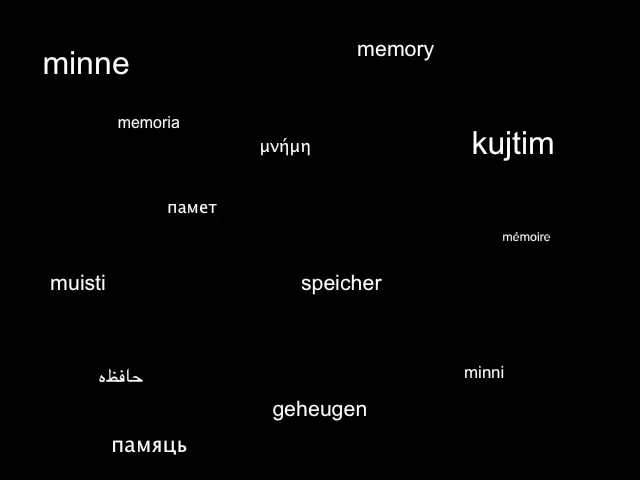 memory
minne
memoria
kujtim
μνήμη
памет
mémoire
muisti
speicher
minni
حافظه
geheugen
памяць